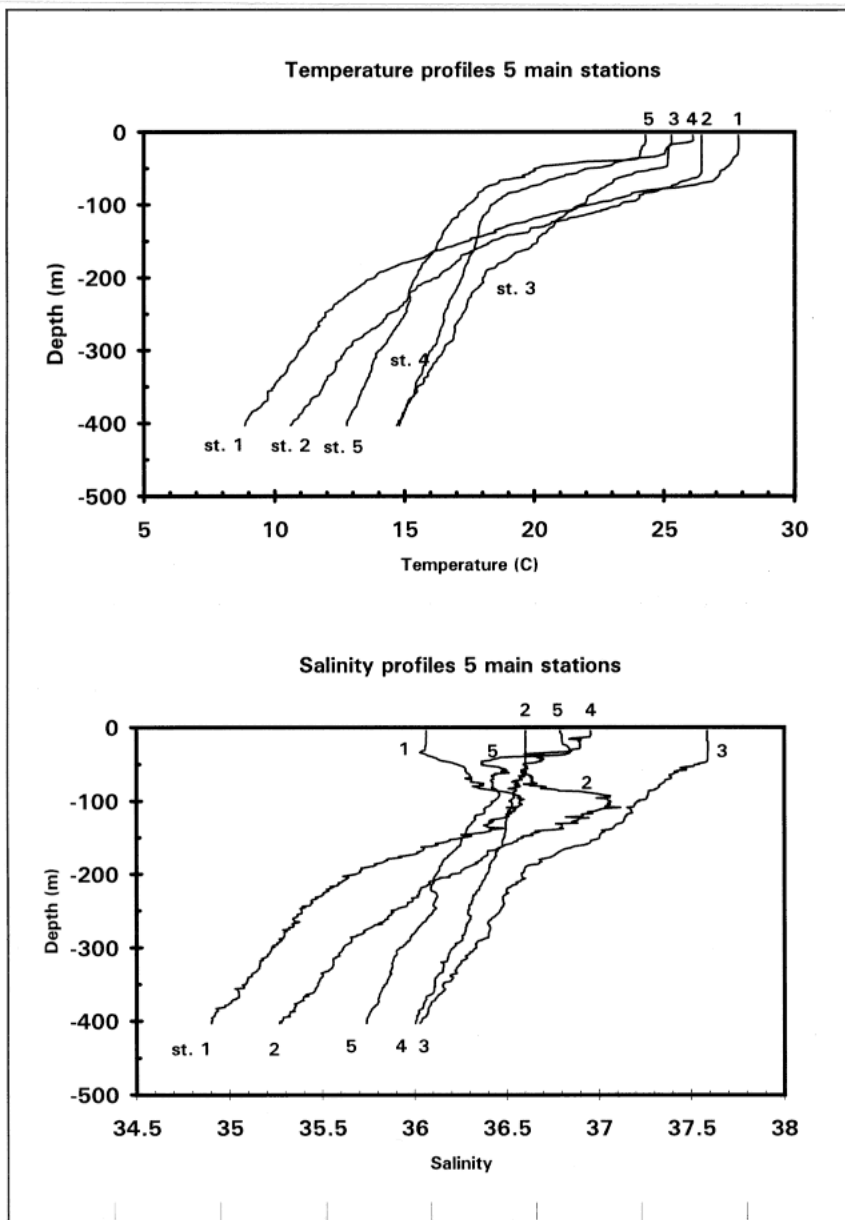 Temperature profiles 5 main stations
5 3 4 2 1
0
-100
-200
-300
-400
-500
Depth (m)
st. 3
st. 4
st. 1 st. 2 st. 5
5 10 15 20 25 30
Temperature (C)
Salinity profiles 5 main stations
2 5 4
0
1 5 3
2
-100
-200
-300
-400
-500
Depth (m)
st. 1 2 5 4 3
34.5 35 35.5 36 36.5 37 37.5 38
Salinity